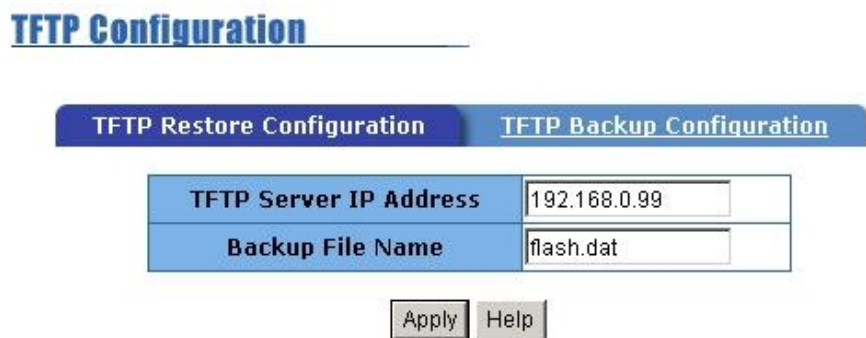 TFTP Configuration
TFTP Restore Configuration TFTP Backup Configuration
TFTP Server IP Address 192.168.0.99
Backup File Name flash.dat
Apply Help